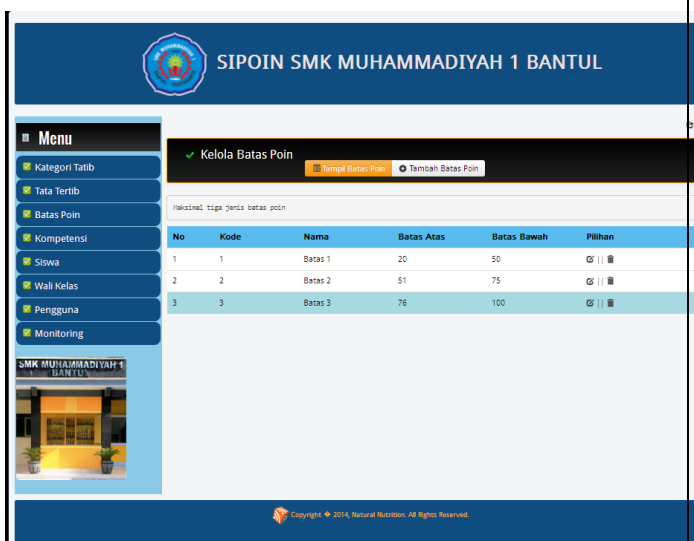 SIPOIN SMK MUHAMMADIYAH 1 BANTUL
Menu
Kategori Tatib
Tata Tertib
Batas Poin
Kompetensi
Siswa
Wali Kelas
Pengguna
Monitoring
SMK MUHAMMADIYAH 1
BANTUL
Kelola Batas Poin
Tampil Batas Poin Tambah Batas Poin
Maksimal tiga jenis batas poin
No Kode Nama Batas Atas Batas Bawah Pilihan
1 1 Batas 1 20 50 ||
2 2 Batas 2 51 75 ||
3 3 Batas 3 76 100 ||
Copyright � 2014, Natural Nutrition. All Rights Reserved.